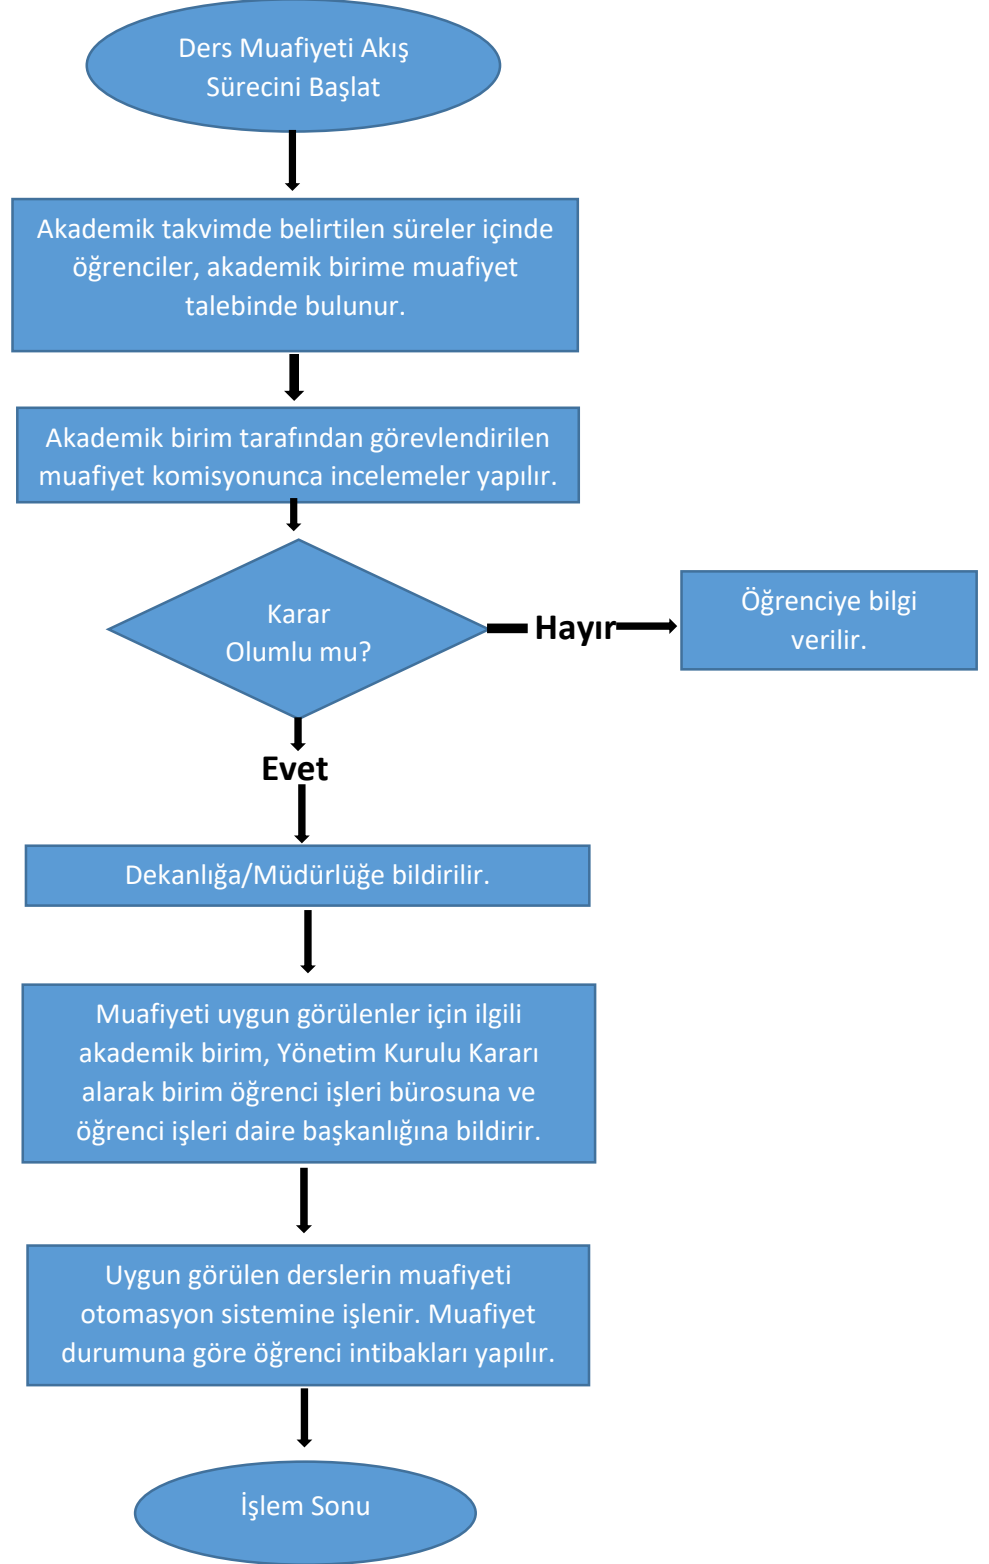 Ders Muafiyeti Akış
Sürecini Başlat
Akademik takvimde belirtilen süreler içinde
öğrenciler, akademik birime muafiyet
talebinde bulunur.
Akademik birim tarafından görevlendirilen
muafiyet komisyonunca incelemeler yapılır.
Karar
Olumlu mu?
Hayır
Öğrenciye bilgi
verilir.
Evet
Dekanlığa/Müdürlüğe bildirilir.
Muafiyeti uygun görülenler için ilgili
akademik birim, Yönetim Kurulu Kararı
alarak birim öğrenci işleri bürosuna ve
öğrenci işleri daire başkanlığına bildirir.
Uygun görülen derslerin muafiyeti
otomasyon sistemine işlenir. Muafiyet
durumuna göre öğrenci intibakları yapılır.
İşlem Sonu